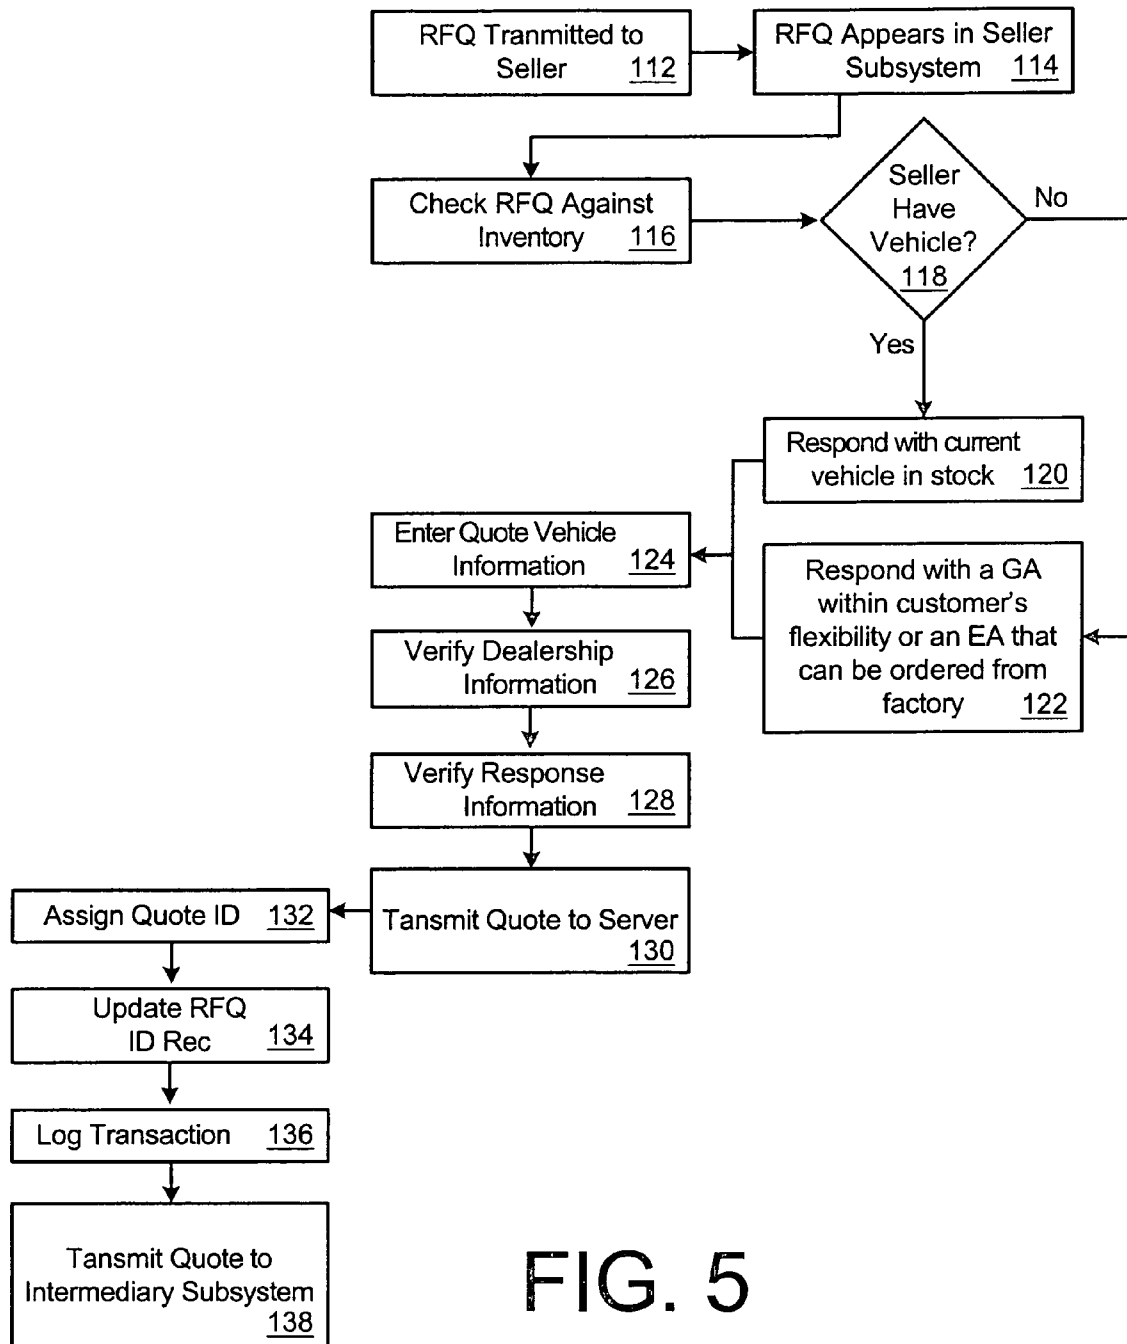 RFQ Tranmitted to
Seller 112
RFQ Appears in Seller
Subsystem 114
Check RFQ Against
Inventory 116
Seller
Have
Vehicle?
118
No
Yes
Respond with current
vehicle in stock 120
Enter Quote Vehicle
Information 124
Respond with a GA
within customer's
flexibility or an EA that
can be ordered from
factory 122
Verify Dealership
Information 126
Verify Response
Information 128
Tansmit Quote to Server
130
Assign Quote ID 132
Update RFQ
ID Rec 134
Log Transaction 136
Tansmit Quote to
Intermediary Subsystem
138
FIG. 5